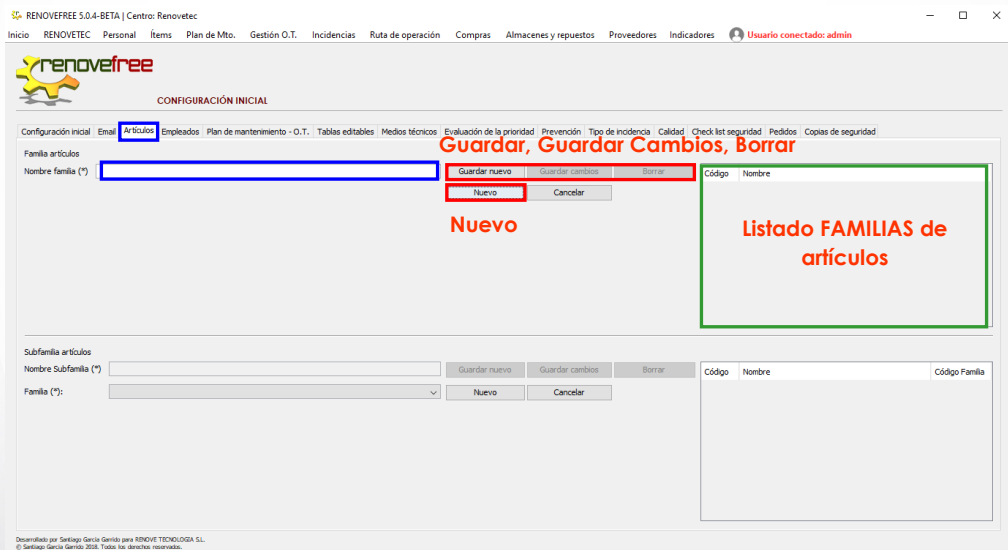 RENOVEFREE 5.0.4-BETA | Centro: Renovetec
Inicio RENOVETEC Personal Ítems Plan de Mto. Gestión O.T. Incidencias Ruta de operación Compras Almacenes y repuestos Proveedores Indicadores Usuario conectado: admin
renovefree
CONFIGURACIÓN INICIAL
Configuración inicial Email Artículos Empleados Plan de mantenimiento - O.T. Tablas editables Medios técnicos Evaluación de la prioridad Prevención Tipo de incidencia Calidad Check list seguridad Pedidos Copias de seguridad
Guardar, Guardar Cambios, Borrar
Familia artículos
Nombre familia (*) Guardar nuevo Guardar cambios Borrar Código Nombre
Nuevo Cancelar
Nuevo
Listado FAMILIAS de
artículos
Subfamilia artículos
Nombre Subfamilia (*) Guardar nuevo Guardar cambios Borrar Código Nombre Código Familia
Familia (*): Nuevo Cancelar
Desarrollado por Santiago García Garrido para RENOVE TECNOLOGÍA S.L.
© Santiago García Garrido 2018. Todos los derechos reservados.